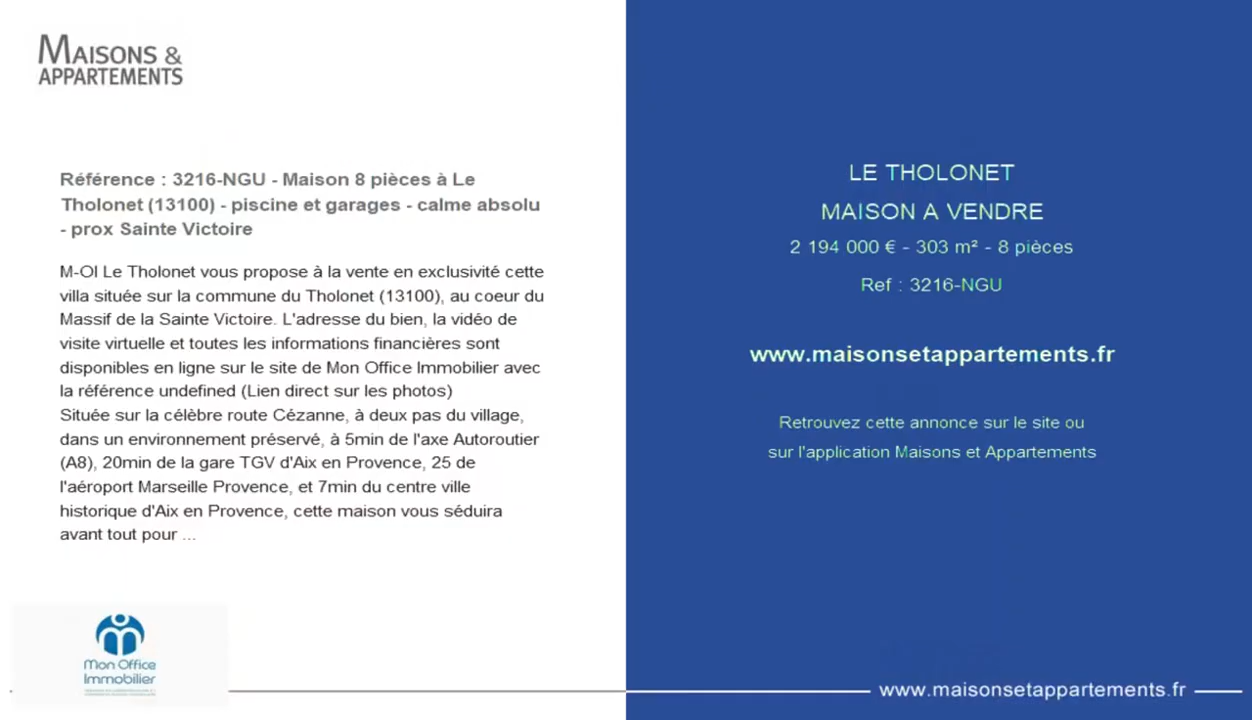 MAISONS &
APPARTEMENTS
Référence : 3216-NGU - Maison 8 pièces à Le
Tholonet (13100) - piscine et garages - calme absolu
- prox Sainte Victoire
M-OI Le Tholonet vous propose à la vente en exclusivité cette
villa située sur la commune du Tholonet (13100), au coeur du
Massif de la Sainte Victoire. L'adresse du bien, la vidéo de
visite virtuelle et toutes les informations financières sont
disponibles en ligne sur le site de Mon Office Immobilier avec
la référence undefined (Lien direct sur les photos)
Située sur la célèbre route Cézanne, à deux pas du village,
dans un environnement préservé, à 5min de l'axe Autoroutier
(A8), 20min de la gare TGV d'Aix en Provence, 25 de
l'aéroport Marseille Provence, et 7min du centre ville
historique d'Aix en Provence, cette maison vous séduira
avant tout pour ...
Mon Office
Immobilier
LE THOLONET
MAISON A VENDRE
2 194 000 € - 303 m² - 8 pièces
Ref : 3216-NGU
www.maisonsetappartements.fr
Retrouvez cette annonce sur le site ou
sur l'application Maisons et Appartements
www.maisonsetappartements.fr